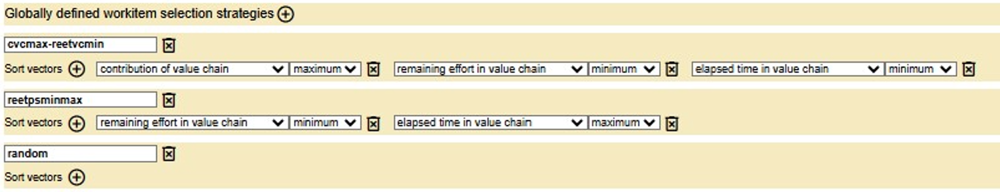 Globally defined workitem selection strategies
cvcmax-reetvcmin
Sort vectors contribution of value chain maximum remaining effort in value chain minimum elapsed time in value chain minimum
reetpsminmax
Sort vectors remaining effort in value chain minimum elapsed time in value chain maximum
random
Sort vectors